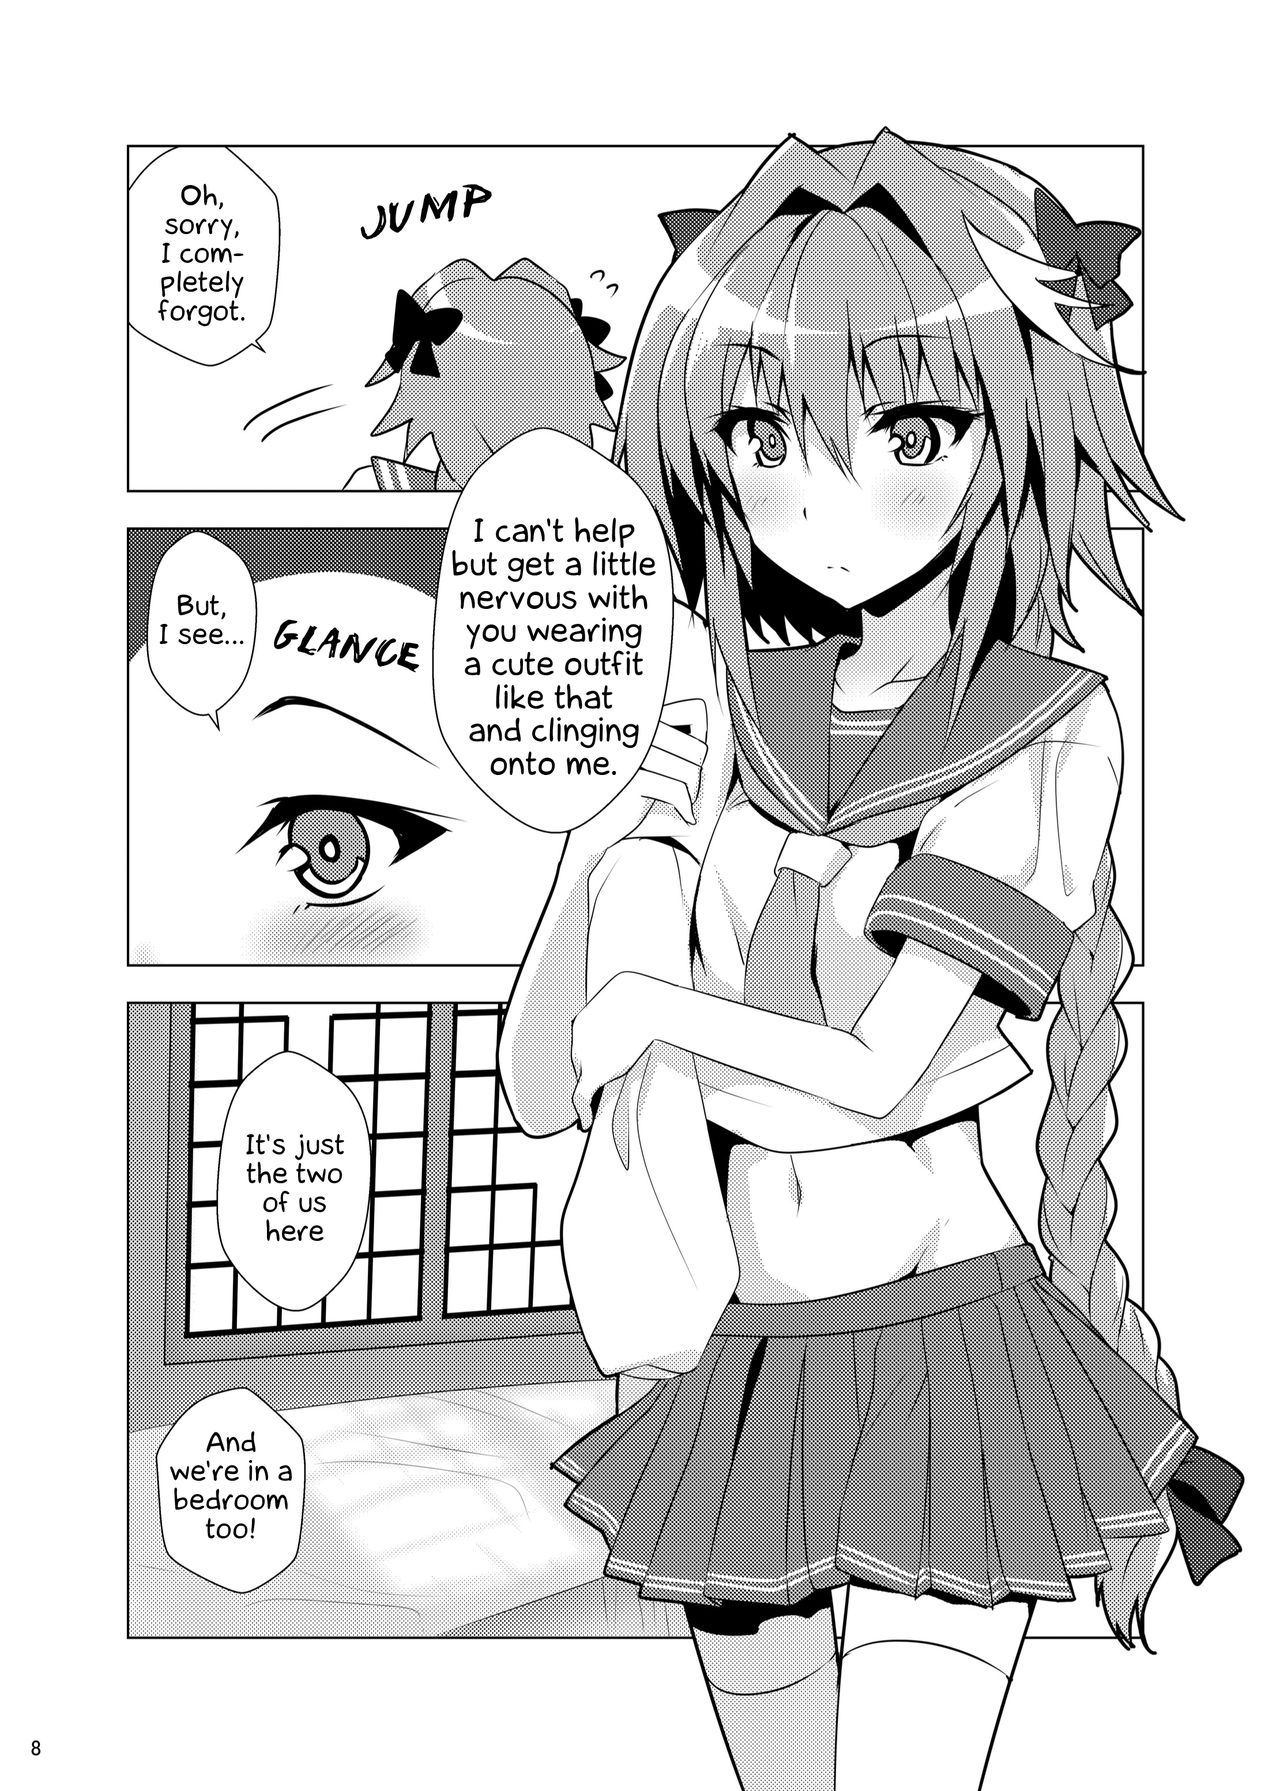 Oh,
sorry,
I com-
pletely
forgot.
JUMP
I can't help
but get a little
nervous with
you wearing
a cute outfit
like that
and clinging
onto me.
But,
I see...
GLANCE
It's just
the two
of us
here
And
we're in a
bedroom
too!
8